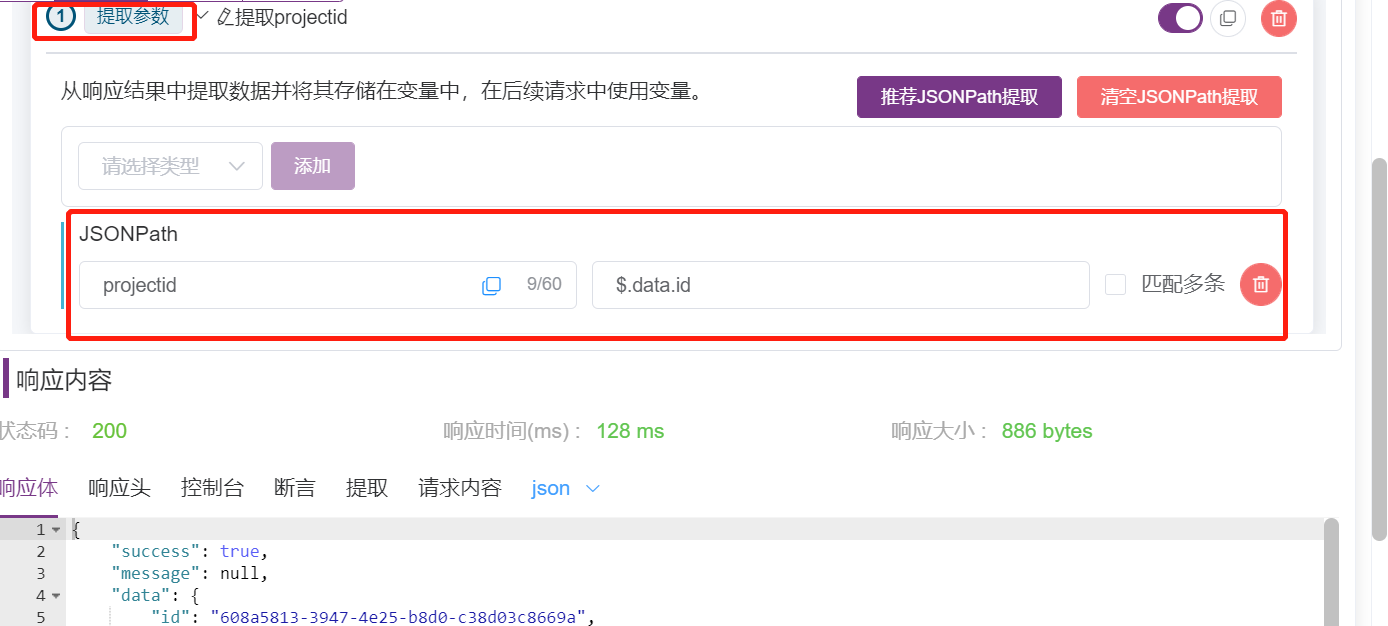 1 提取参数 提取projectid
从响应结果中提取数据并将其存储在变量中，在后续请求中使用变量。
推荐JSONPath提取 清空JSONPath提取
请选择类型 添加
JSONPath
projectid 9/60 $.data.id 匹配多条
响应内容
状态码： 200 响应时间(ms)： 128 ms 响应大小： 886 bytes
响应体 响应头 控制台 断言 提取 请求内容 json
1 {
2 "success": true,
3 "message": null,
4 "data": {
5 "id": "608a5813-3947-4e25-b8d0-c38d03c8669a",